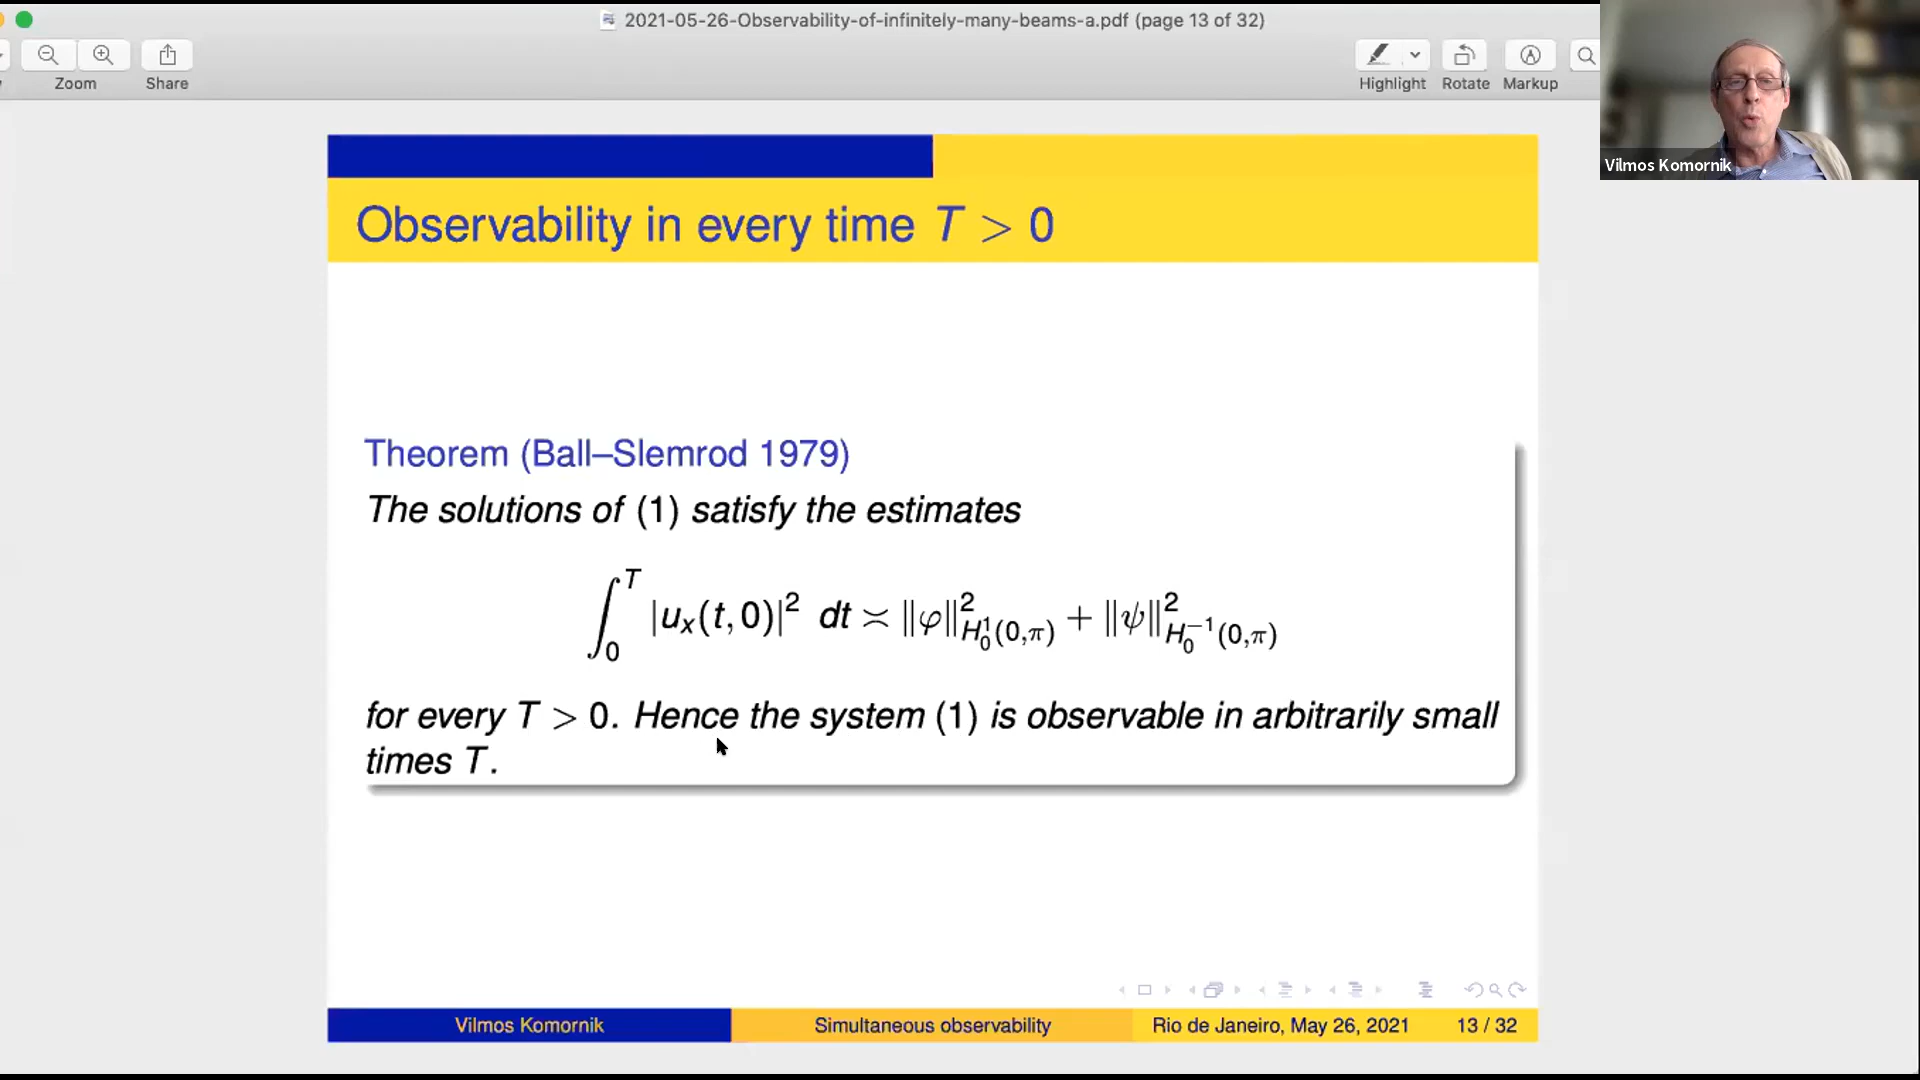 2021-05-26-Observability-of-infinitely-many-beams-a.pdf (page 13 of 32)
Zoom
Share
Highlight
Rotate
Markup
Vilmos Komornik
Observability in every time T > 0
Theorem (Ball–Slemrod 1979)
The solutions of (1) satisfy the estimates
∫₀ᵀ |uₓ(t, 0)|² dt ≍ ‖φ‖²_{H₀¹(0,π)} + ‖ψ‖²_{H₀⁻¹(0,π)}
for every T > 0. Hence the system (1) is observable in arbitrarily small
times T.
Vilmos Komornik
Simultaneous observability
Rio de Janeiro, May 26, 2021
13 / 32